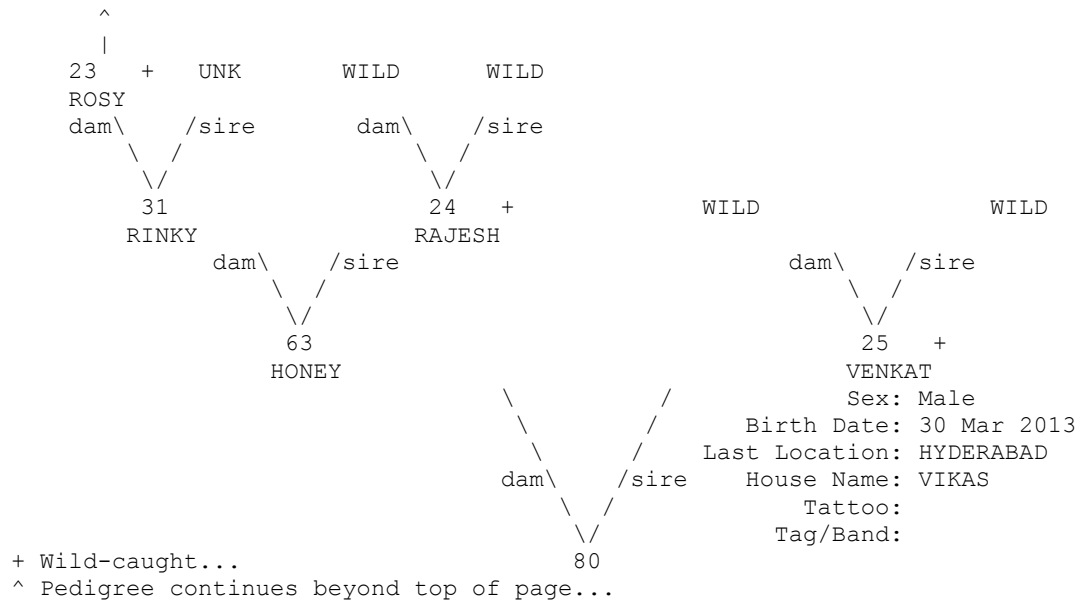 ^
|
23 + UNK WILD WILD
ROSY
dam\ /sire dam\ /sire
\ / \ /
\/ \/
31 24 + WILD WILD
RINKY RAJESH
dam\ /sire dam\ /sire
\ / \ /
\/ \/
63 25 +
HONEY VENKAT
\ / Sex: Male
\ / Birth Date: 30 Mar 2013
\ / Last Location: HYDERABAD
dam\ /sire House Name: VIKAS
\ / Tattoo:
\/ Tag/Band:
+ Wild-caught... 80
^ Pedigree continues beyond top of page...